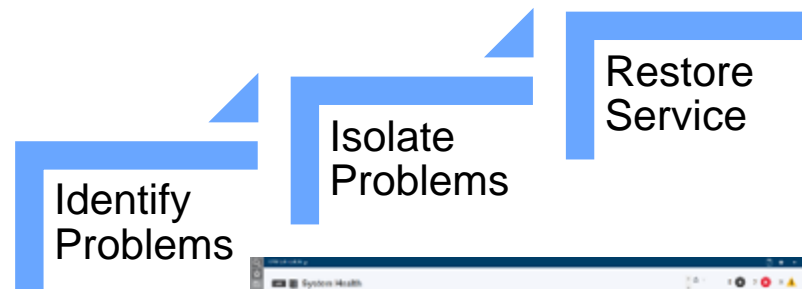 Identify
Problems
Isolate
Problems
Restore
Service
System Health